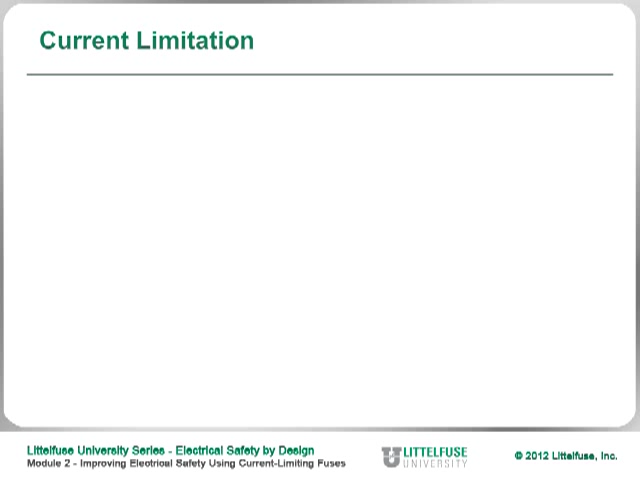 Current Limitation
Littelfuse University Series - Electrical Safety by Design
Module 2 - Improving Electrical Safety Using Current-Limiting Fuses
LITTELFUSE
UNIVERSITY
© 2012 Littelfuse, Inc.